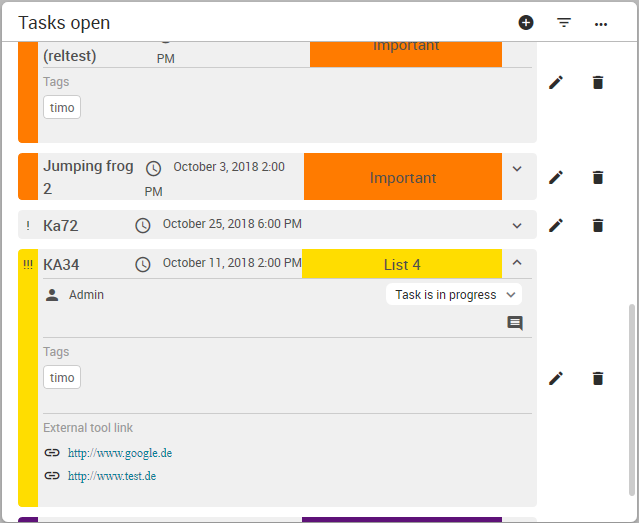 Tasks open
(reltest)
PM
Important
Tags
timo
Jumping frog
2
October 3, 2018 2:00
PM
Important
!
Ka72
October 25, 2018 6:00 PM
!!!
KA34
October 11, 2018 2:00 PM
List 4
Admin
Task is in progress
Tags
timo
External tool link
http://www.google.de
http://www.test.de